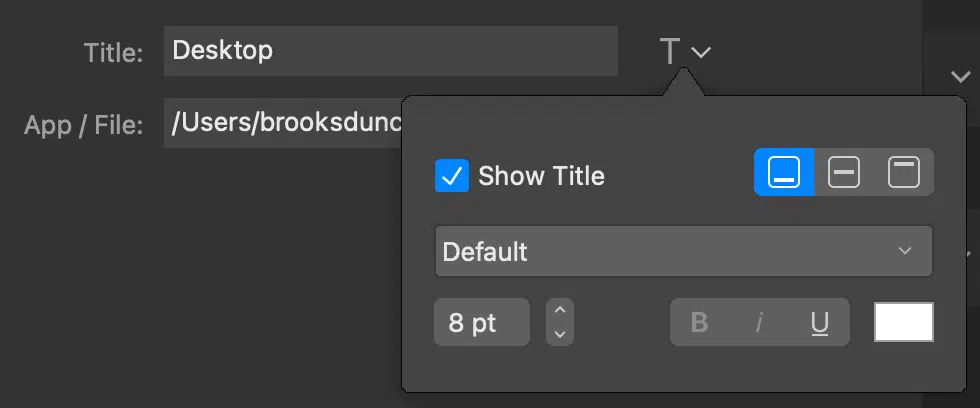 Title: Desktop T
App / File: /Users/brooksdunc
Show Title
Default
8 pt B i U